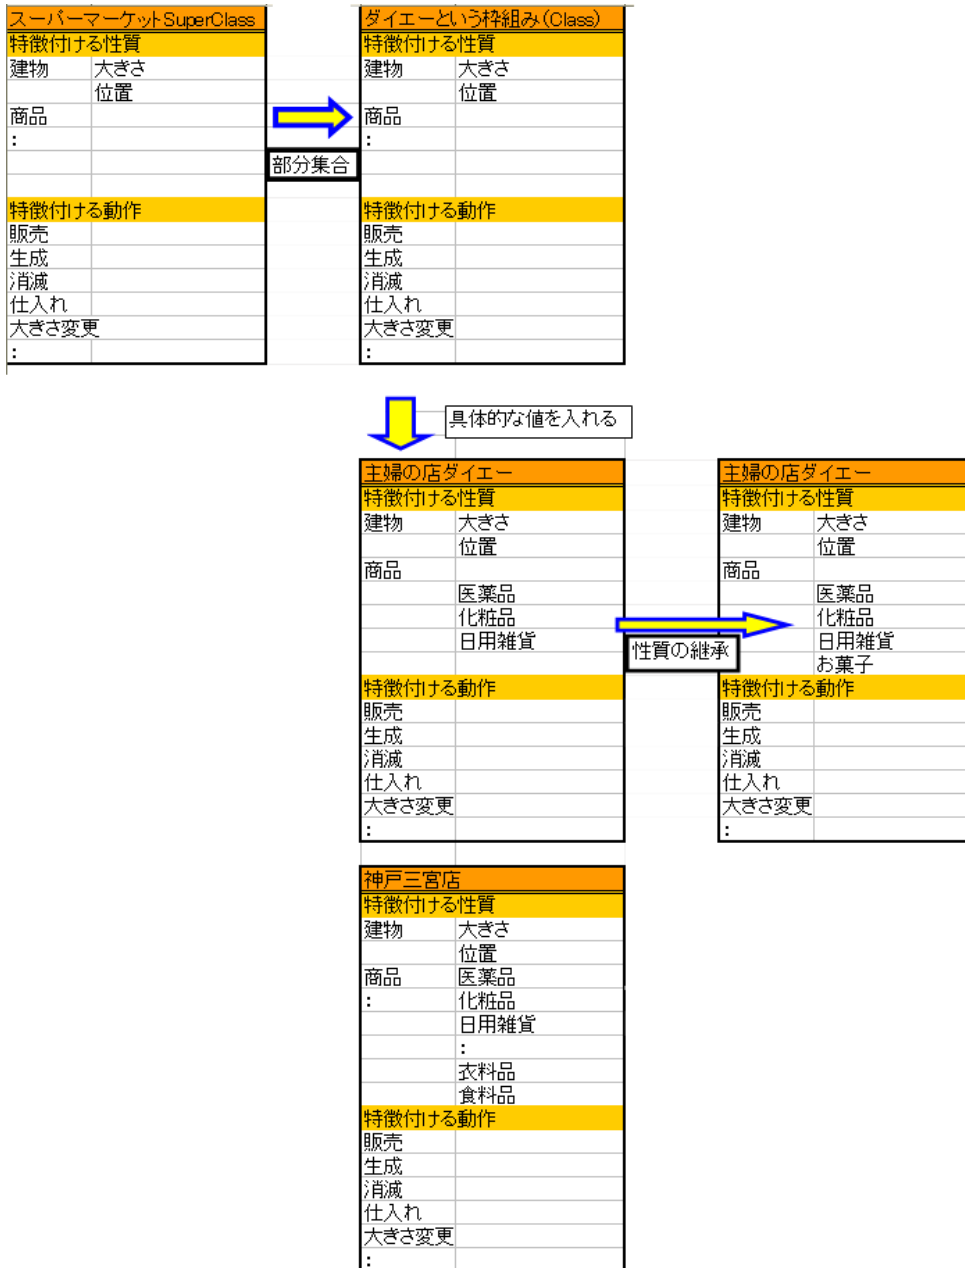 スーパーマーケットSuperClass
特徴付ける性質
建物 大きさ
位置
商品
:
特徴付ける動作
販売
生成
消滅
仕入れ
大きさ変更
:
部分集合
ダイエーという枠組み(Class)
特徴付ける性質
建物 大きさ
位置
商品
:
特徴付ける動作
販売
生成
消滅
仕入れ
大きさ変更
:
具体的な値を入れる
主婦の店ダイエー
特徴付ける性質
建物 大きさ
位置
商品
医薬品
化粧品
日用雑貨
特徴付ける動作
販売
生成
消滅
仕入れ
大きさ変更
:
性質の継承
主婦の店ダイエー
特徴付ける性質
建物 大きさ
位置
商品
医薬品
化粧品
日用雑貨
お菓子
特徴付ける動作
販売
生成
消滅
仕入れ
大きさ変更
:
神戸三宮店
特徴付ける性質
建物 大きさ
位置
商品 医薬品
: 化粧品
日用雑貨
:
衣料品
食料品
特徴付ける動作
販売
生成
消滅
仕入れ
大きさ変更
: